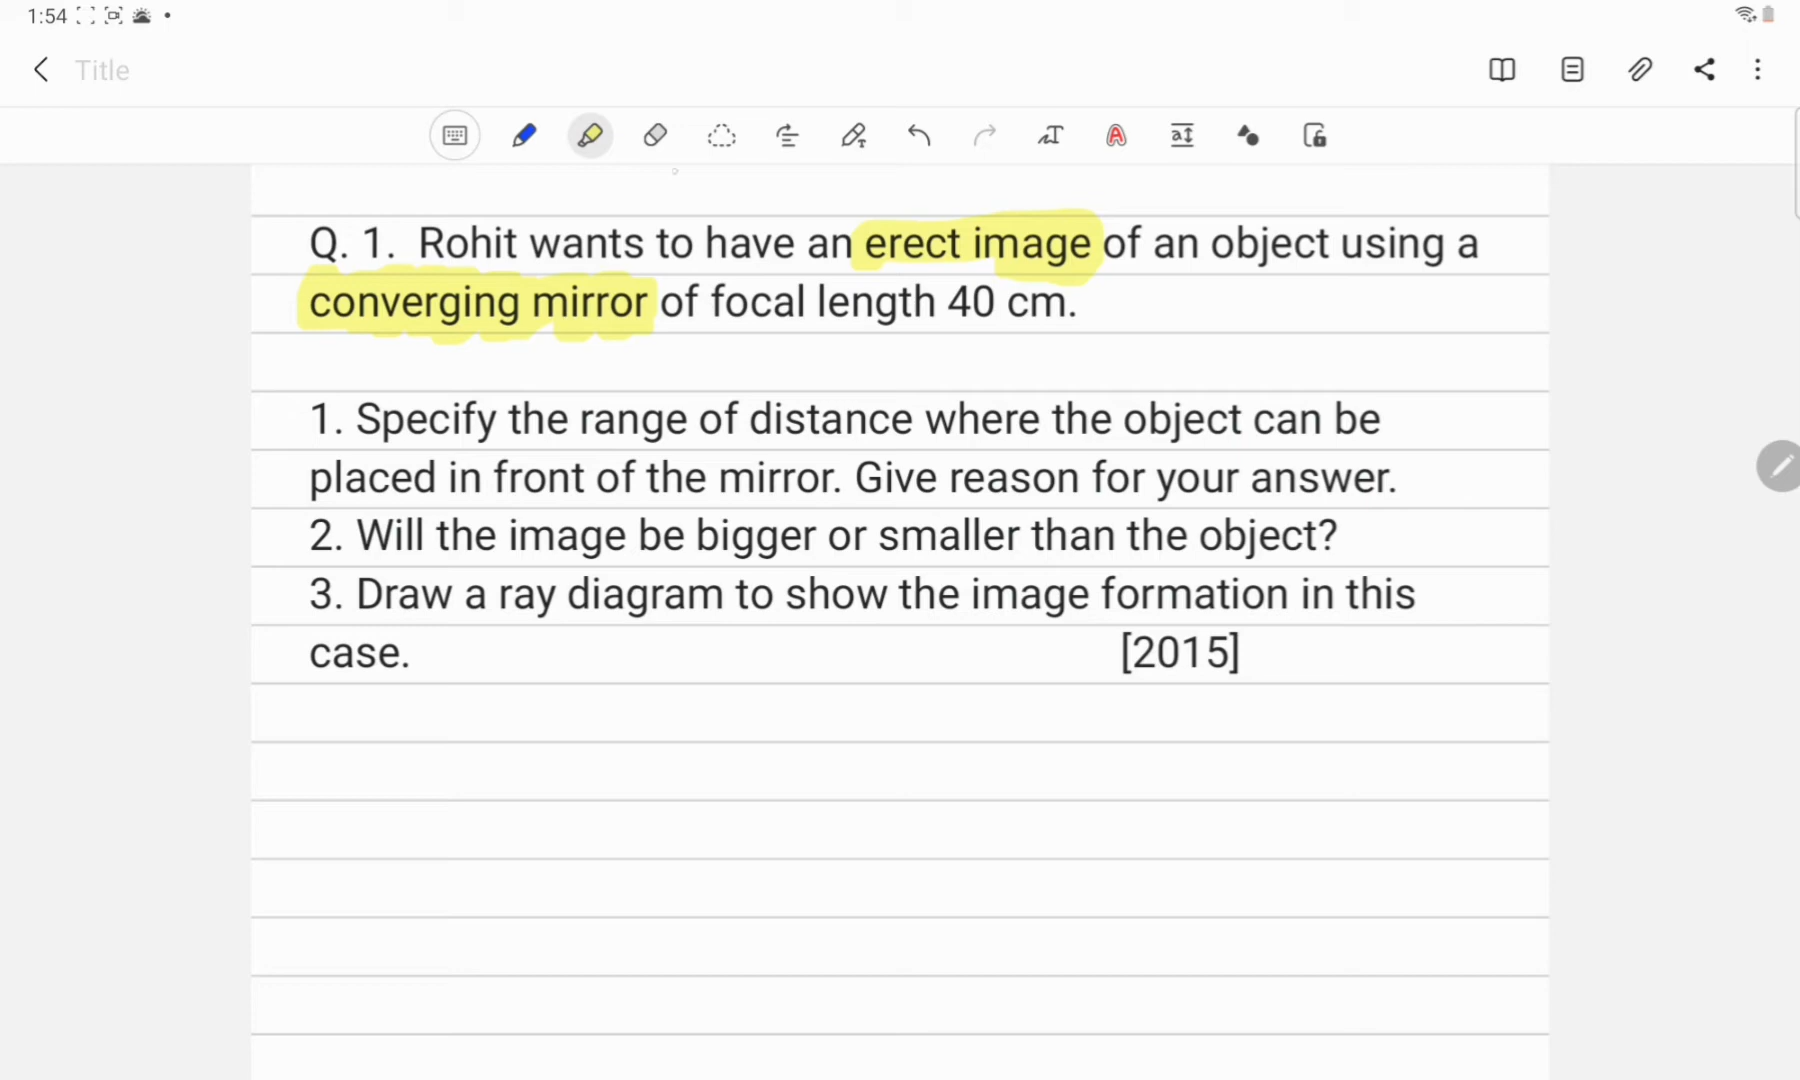 1:54
Title
Q. 1. Rohit wants to have an erect image of an object using a
converging mirror of focal length 40 cm.
1. Specify the range of distance where the object can be
placed in front of the mirror. Give reason for your answer.
2. Will the image be bigger or smaller than the object?
3. Draw a ray diagram to show the image formation in this
case. [2015]